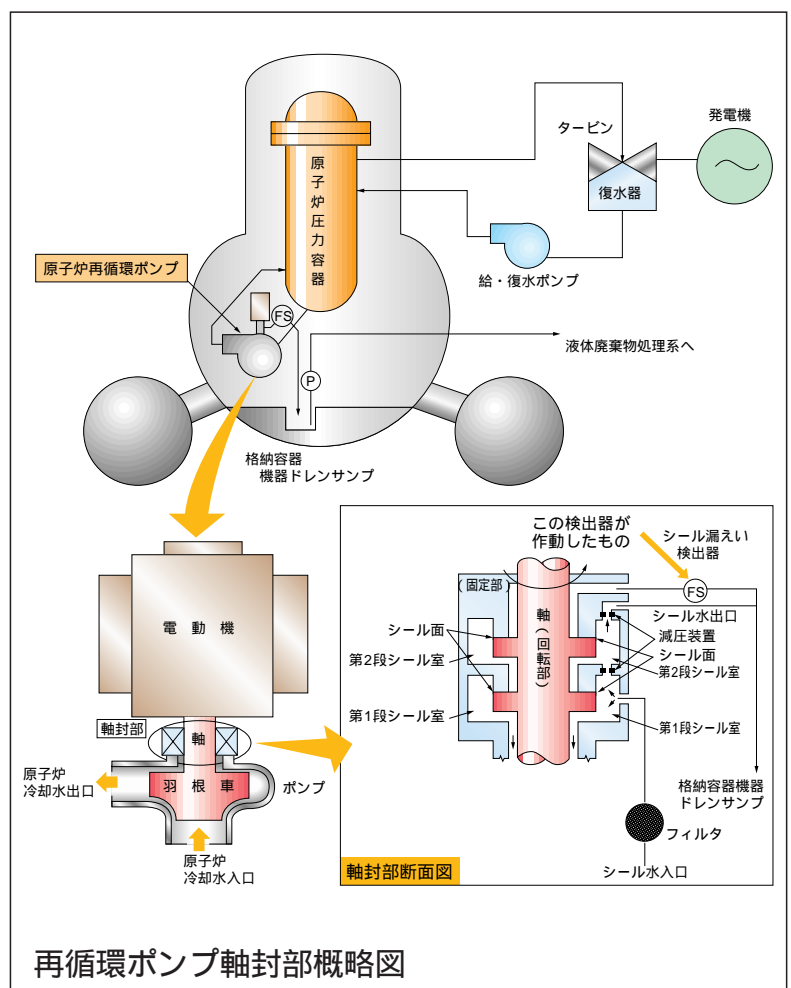 発電機
タービン
復水器
原子炉圧力容器
給・復水ポンプ
原子炉再循環ポンプ
FS
P
液体廃棄物処理系へ
格納容器
機器ドレンサンプ
電動機
軸封部
軸
羽根車
ポンプ
原子炉
冷却水出口
原子炉
冷却水入口
この検出器が
作動したもの
シール漏えい
検出器
(固定部)
FS
軸(回転部)
シール水出口
シール面
減圧装置
シール面
第2段シール室
第2段シール室
第1段シール室
第1段シール室
格納容器機器
ドレンサンプ
フィルタ
シール水入口
軸封部断面図
再循環ポンプ軸封部概略図